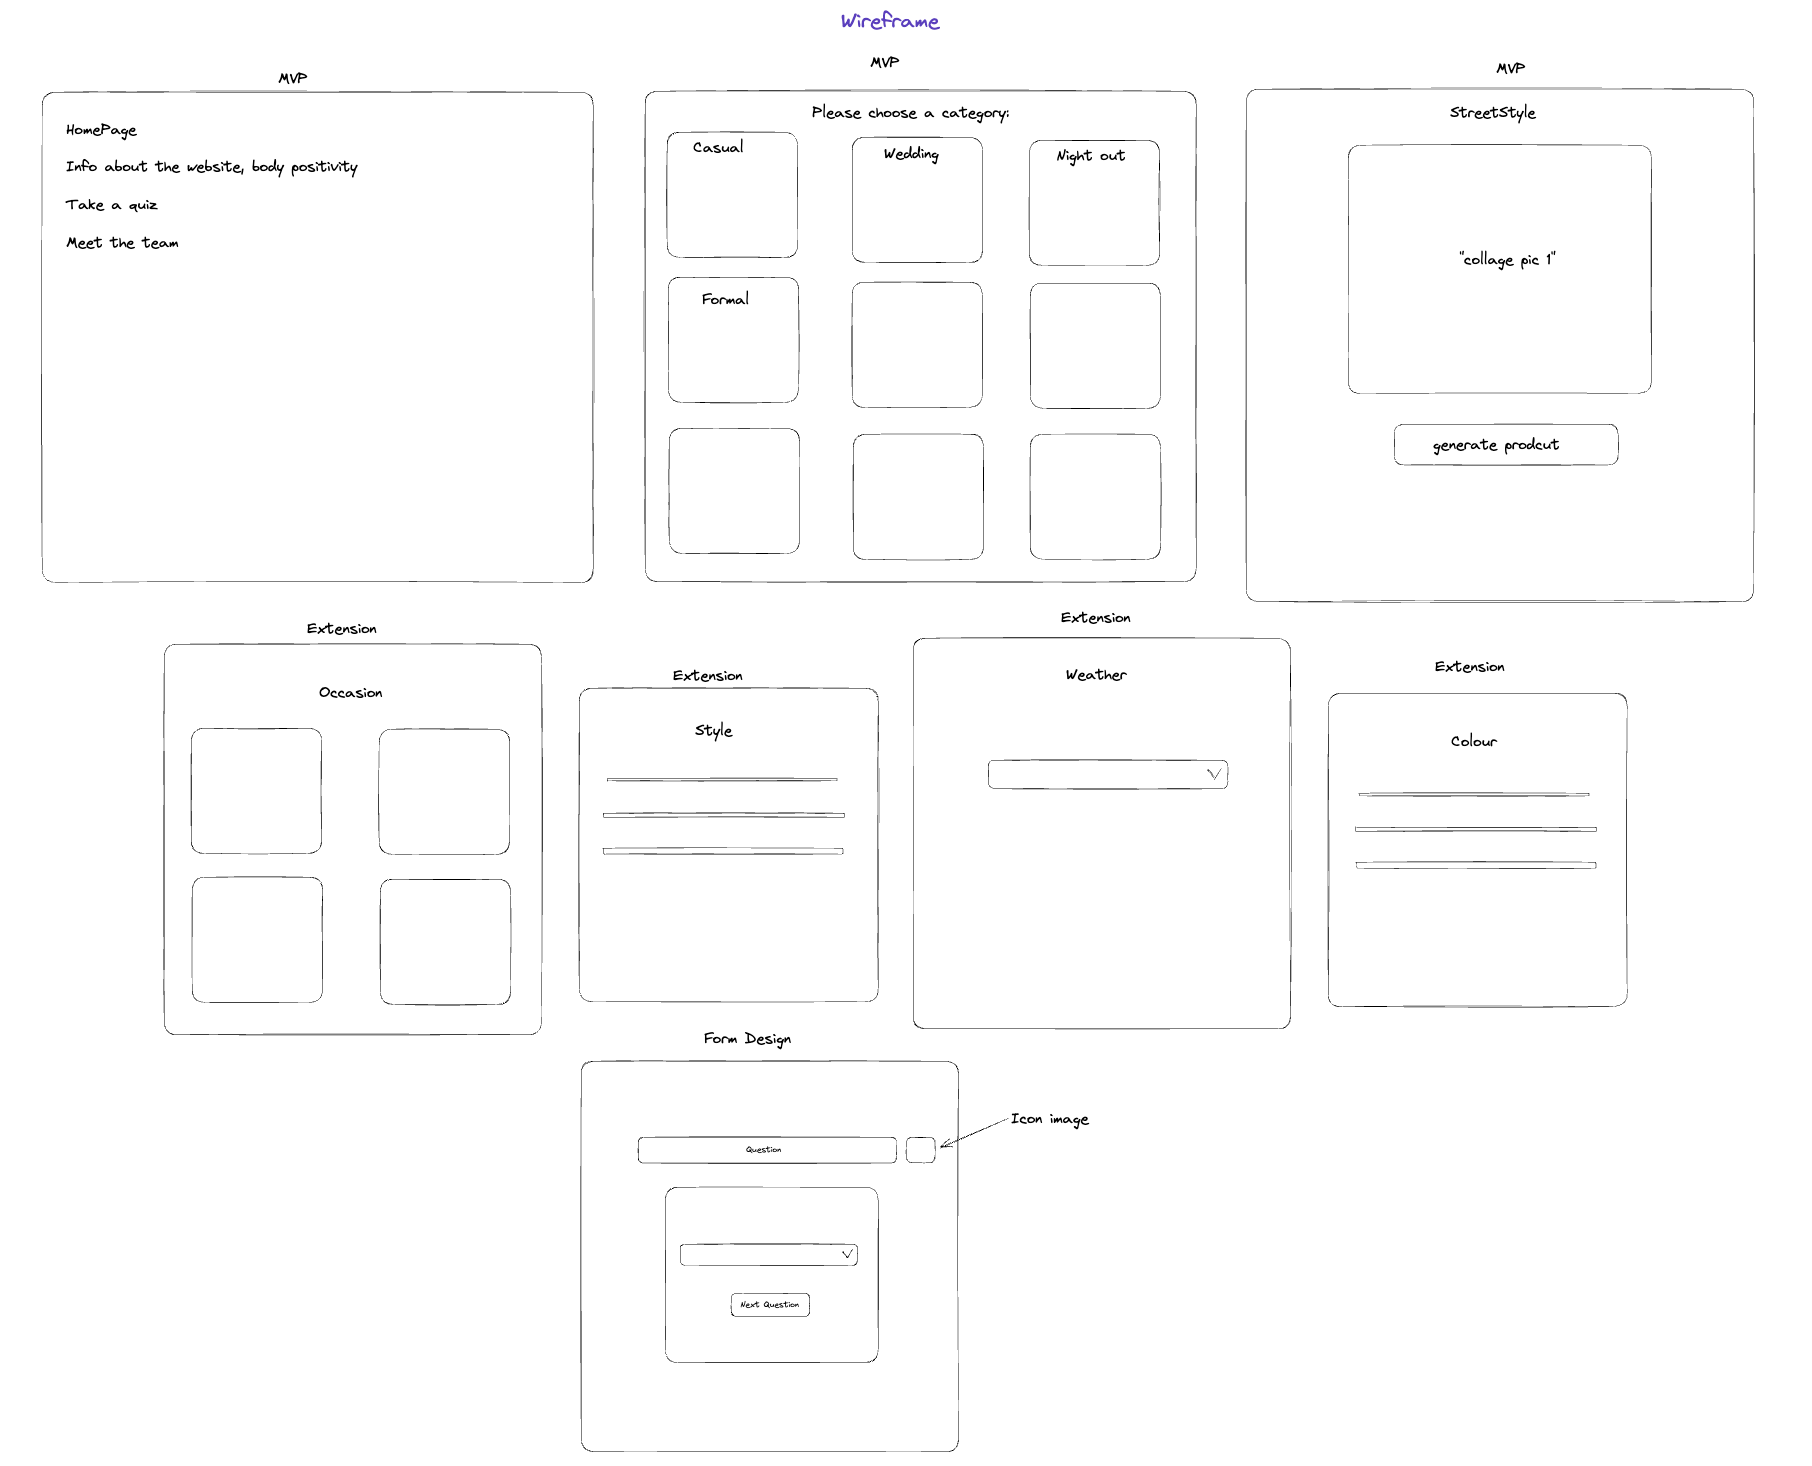 Wireframe
MVP
HomePage
Info about the website, body positivity
Take a quiz
Meet the team
MVP
Please choose a category:
Casual
Wedding
Night out
Formal
MVP
StreetStyle
"collage pic 1"
generate prodcut
Extension
Occasion
Extension
Style
Extension
Weather
Extension
Colour
Form Design
Icon image
Question
Next Question